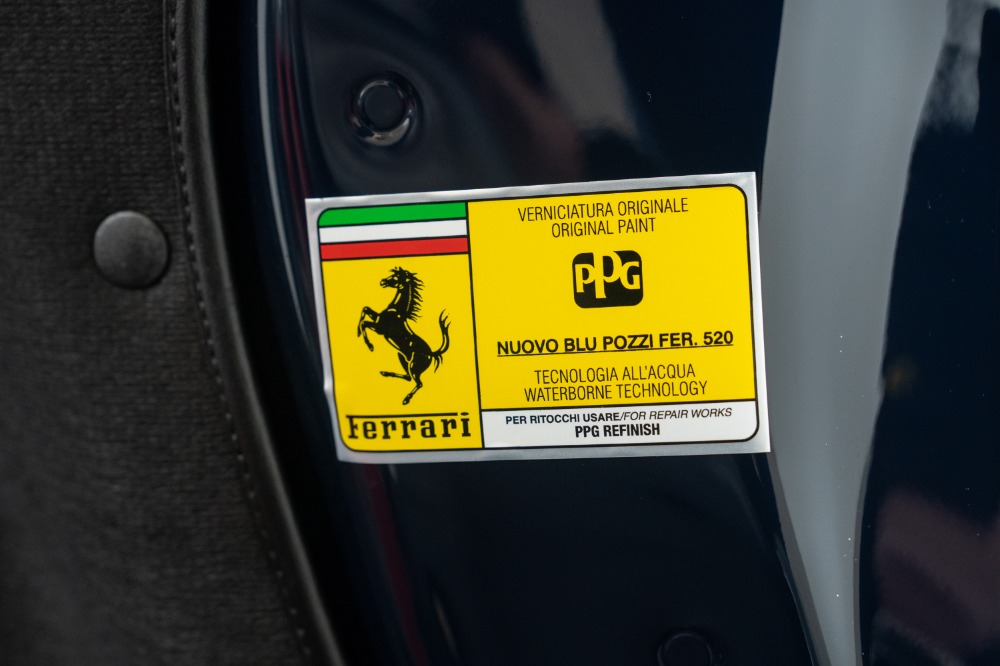 VERNICIATURA ORIGINALE
ORIGINAL PAINT
PPG
NUOVO BLU POZZI FER. 520
TECNOLOGIA ALL'ACQUA
WATERBORNE TECHNOLOGY
Ferrari
PER RITOCCHI USARE/FOR REPAIR WORKS
PPG REFINISH